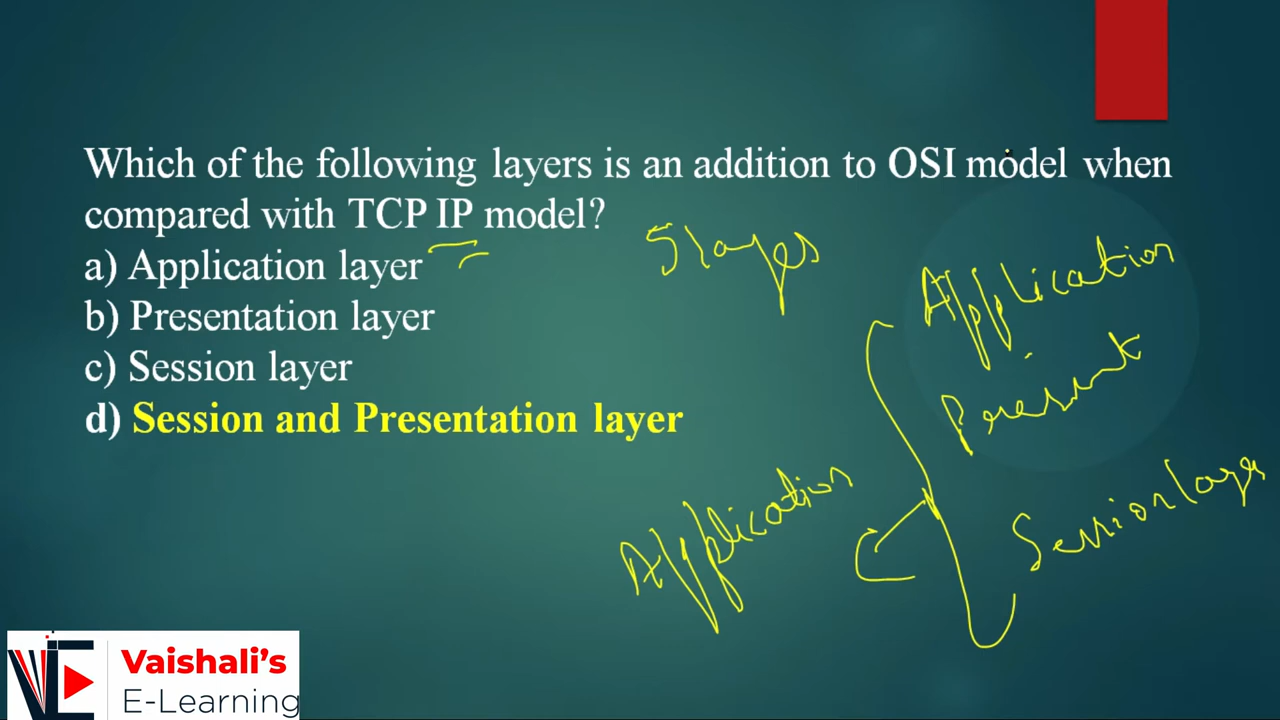 Which of the following layers is an addition to OSI model when
compared with TCP IP model?
a) Application layer
b) Presentation layer
c) Session layer
d) Session and Presentation layer
5 layes
Application
Present
Session layer
Application
Vaishali's
E-Learning